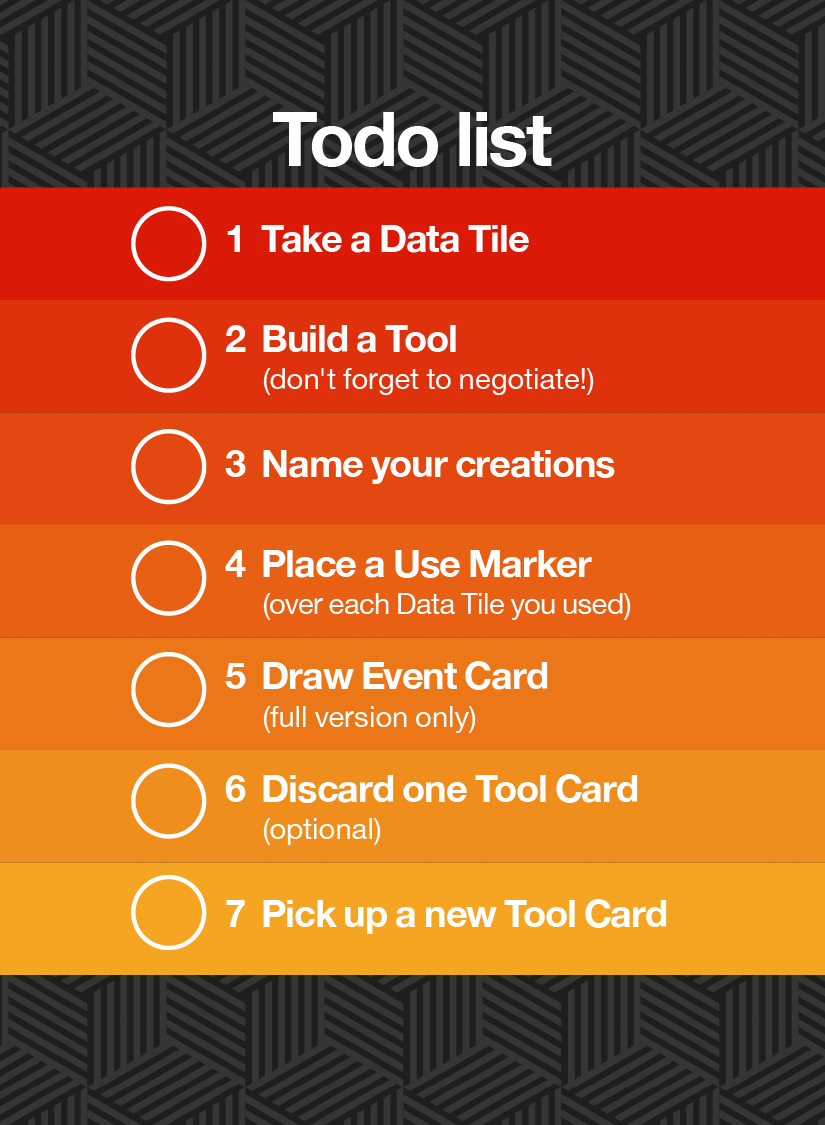 Todo list
1 Take a Data Tile
2 Build a Tool
(don't forget to negotiate!)
3 Name your creations
4 Place a Use Marker
(over each Data Tile you used)
5 Draw Event Card
(full version only)
6 Discard one Tool Card
(optional)
7 Pick up a new Tool Card